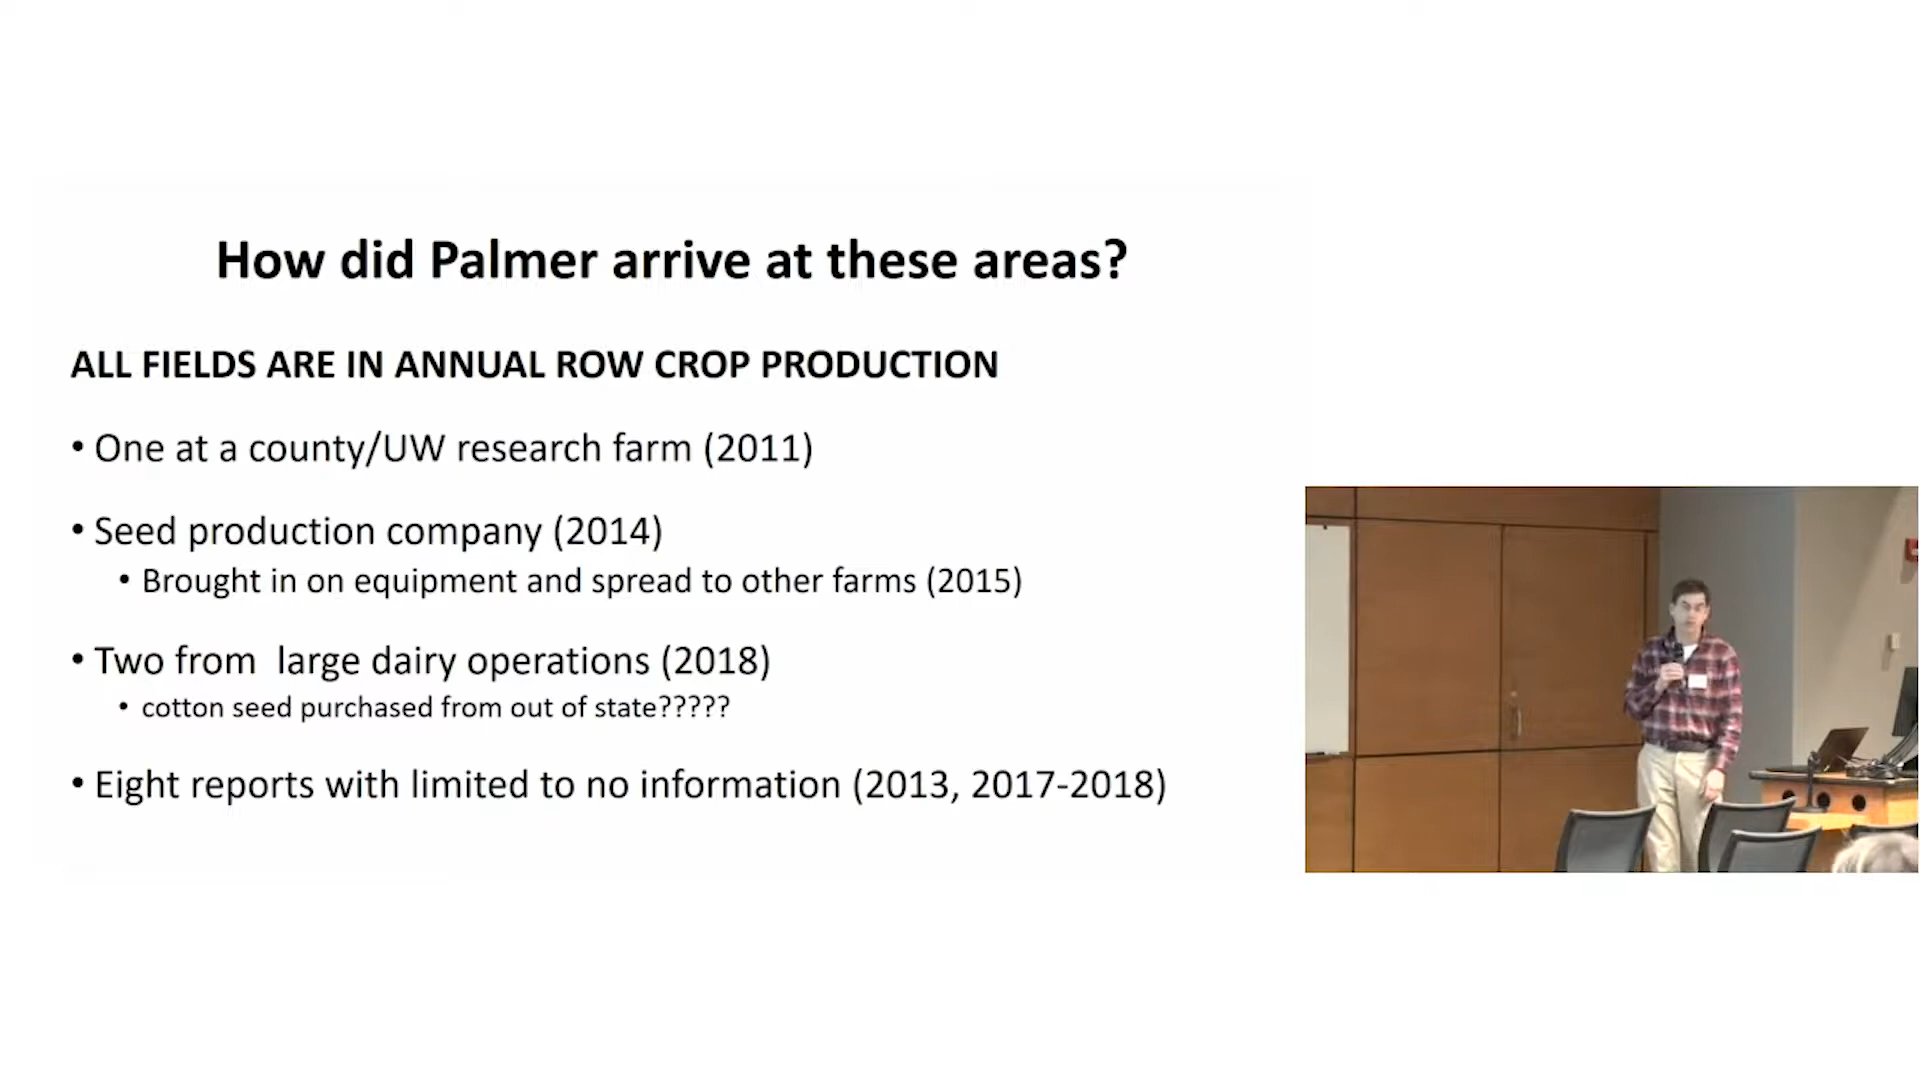 How did Palmer arrive at these areas?
ALL FIELDS ARE IN ANNUAL ROW CROP PRODUCTION
• One at a county/UW research farm (2011)
• Seed production company (2014)
• Brought in on equipment and spread to other farms (2015)
• Two from  large dairy operations (2018)
• cotton seed purchased from out of state?????
• Eight reports with limited to no information (2013, 2017-2018)